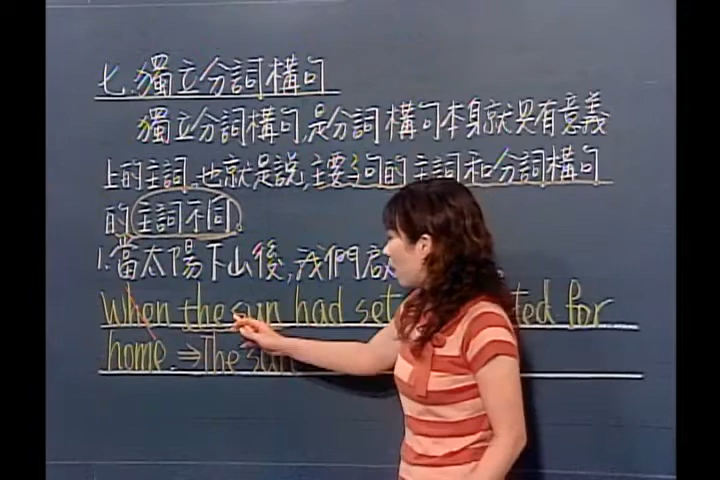 七.獨立分詞構句
獨立分詞構句,是分詞構句本身就具有意義
上的主詞,也就是說,主要句的主詞和分詞構句
的主詞不同。
1.當太陽下山後,我們啟
When the sun had set ted for
home. ⇒The sun